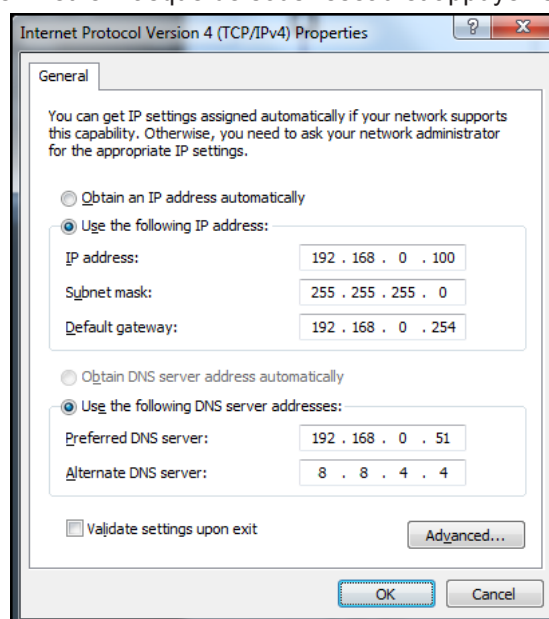 Internet Protocol Version 4 (TCP/IPv4) Properties
General
You can get IP settings assigned automatically if your network supports
this capability. Otherwise, you need to ask your network administrator
for the appropriate IP settings.
Obtain an IP address automatically
Use the following IP address:
IP address: 192 . 168 . 0 . 100
Subnet mask: 255 . 255 . 255 . 0
Default gateway: 192 . 168 . 0 . 254
Obtain DNS server address automatically
Use the following DNS server addresses:
Preferred DNS server: 192 . 168 . 0 . 51
Alternate DNS server: 8 . 8 . 4 . 4
Validate settings upon exit
Advanced...
OK Cancel